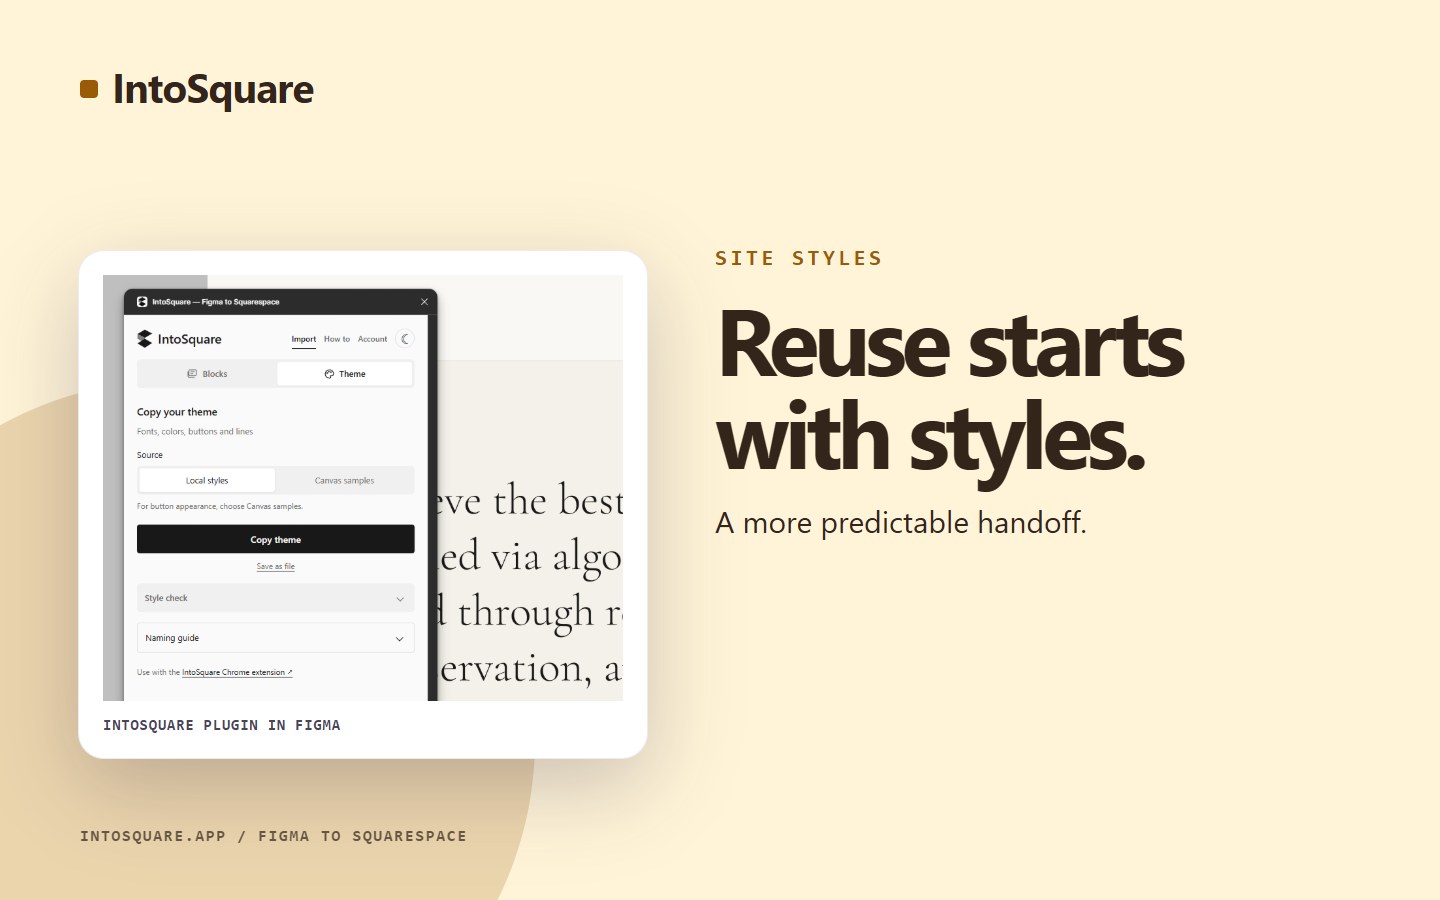 IntoSquare
IntoSquare — Figma to Squarespace
IntoSquare
Import
How to
Account
Blocks
Theme
Copy your theme
Fonts, colors, buttons and lines
Source
Local styles
Canvas samples
For button appearance, choose Canvas samples.
Copy theme
Save as file
Style check
Naming guide
Use with the IntoSquare Chrome extension ↗
eve the best
ed via algo
through r
servation, a
INTOSQUARE PLUGIN IN FIGMA
SITE STYLES
Reuse starts
with styles.
A more predictable handoff.
INTOSQUARE.APP / FIGMA TO SQUARESPACE